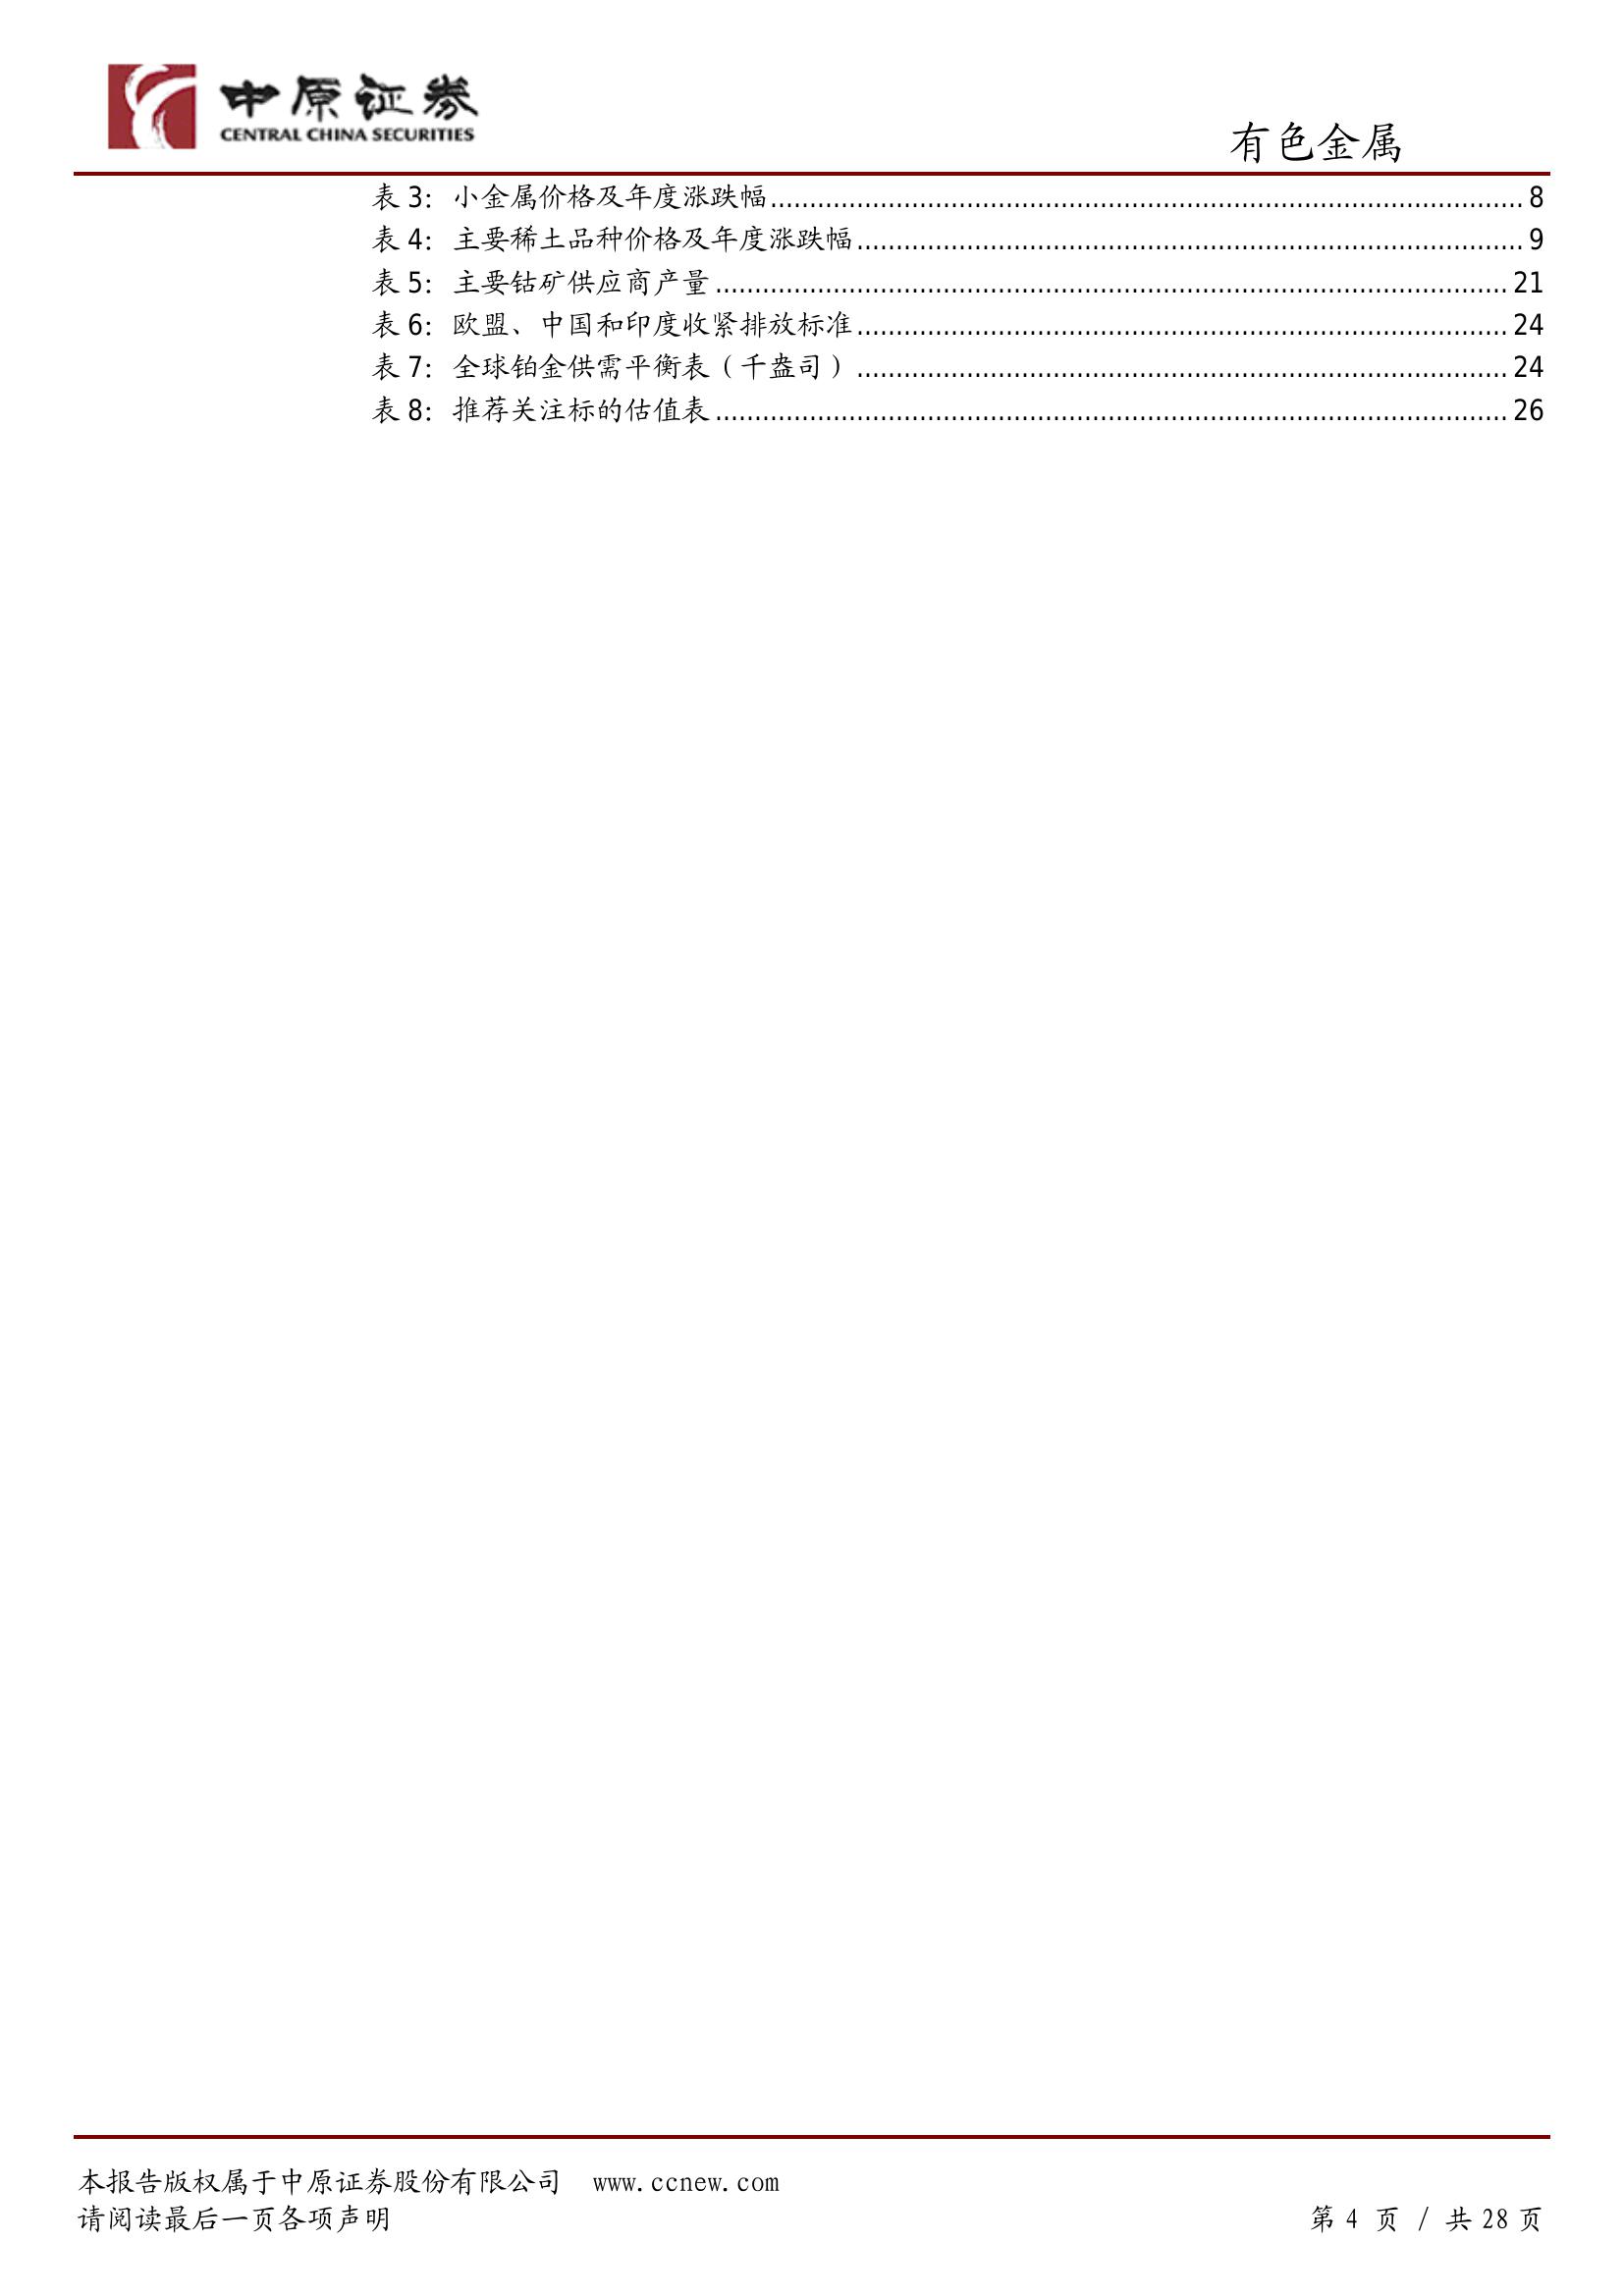 中原证券
CENTRAL CHINA SECURITIES
有色金属
表 3: 小金属价格及年度涨跌幅........................................................................................................ 8
表 4: 主要稀土品种价格及年度涨跌幅............................................................................................ 9
表 5: 主要钴矿供应商产量 ............................................................................................................ 21
表 6: 欧盟、中国和印度收紧排放标准.......................................................................................... 24
表 7: 全球铂金供需平衡表（千盎司） .......................................................................................... 24
表 8: 推荐关注标的估值表 ............................................................................................................ 26
本报告版权属于中原证券股份有限公司 www.ccnew.com
请阅读最后一页各项声明 第 4 页 / 共 28 页